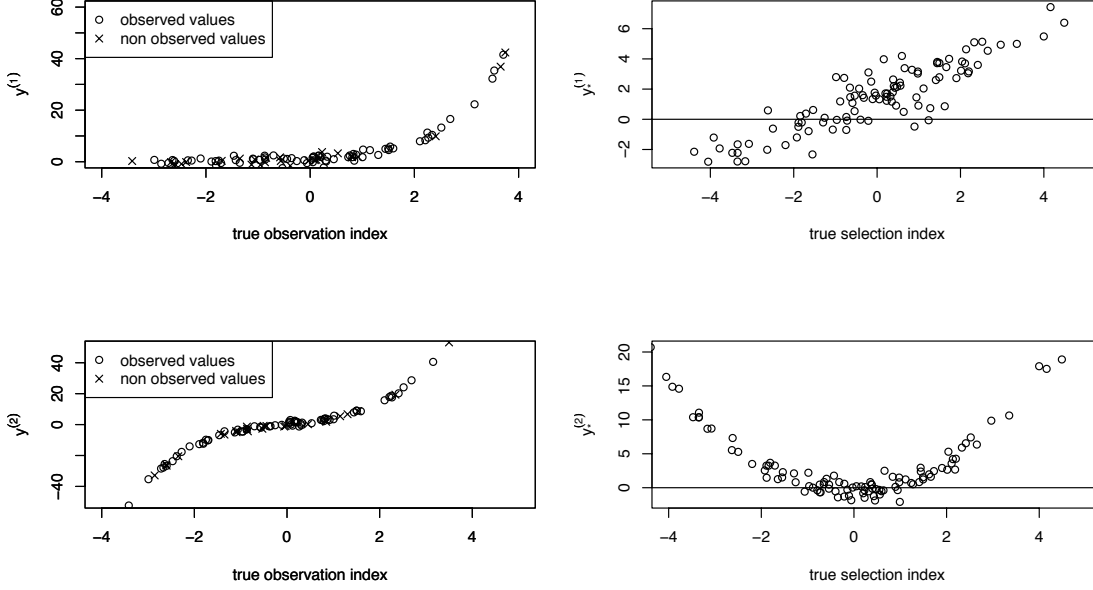 60
40
20
0
y(1)
observed values
non observed values
−4 −2 0 2 4
true observation index
6
4
2
0
−2
y*(1)
−4 −2 0 2 4
true selection index
40
20
0
−40
y(2)
observed values
non observed values
−4 −2 0 2 4
true observation index
20
15
10
5
0
y*(2)
−4 −2 0 2 4
true selection index